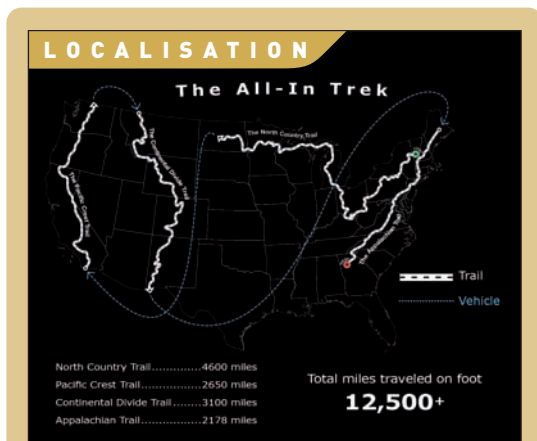 LOCALISATION
The All-In Trek
The North Country Trail
The Continental Divide Trail
The Pacific Crest Trail
The Appalachian Trail
Trail
Vehicle
North Country Trail..............4600 miles
Pacific Crest Trail................2650 miles
Continental Divide Trail........3100 miles
Appalachian Trail.................2178 miles
Total miles traveled on foot
12,500+